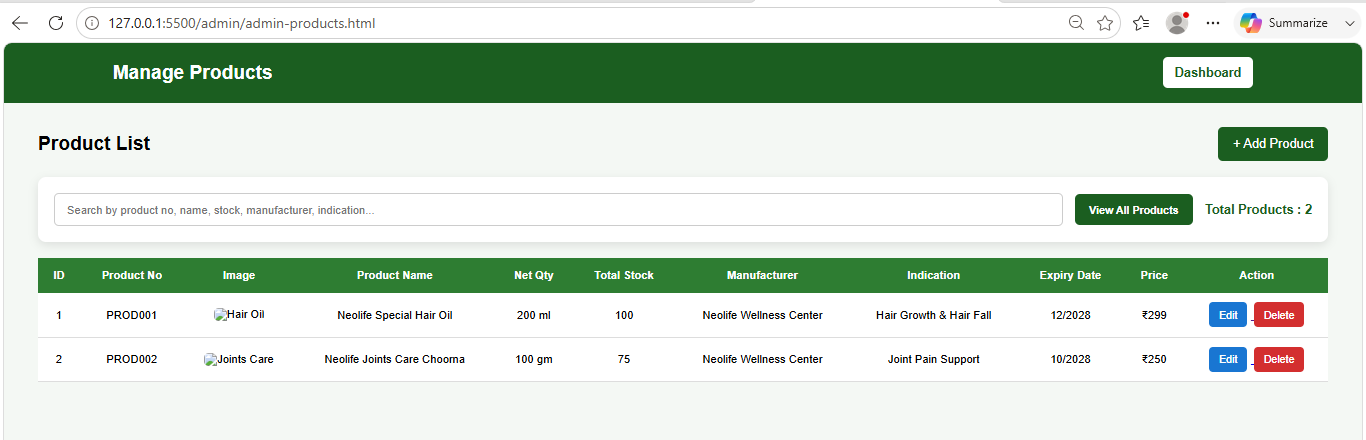 127.0.0.1:5500/admin/admin-products.html Summarize
Manage Products Dashboard
Product List + Add Product
Search by product no, name, stock, manufacturer, indication... View All Products Total Products : 2
ID Product No Image Product Name Net Qty Total Stock Manufacturer Indication Expiry Date Price Action
1 PROD001 Hair Oil Neolife Special Hair Oil 200 ml 100 Neolife Wellness Center Hair Growth & Hair Fall 12/2028 ₹299 Edit Delete
2 PROD002 Joints Care Neolife Joints Care Choorna 100 gm 75 Neolife Wellness Center Joint Pain Support 10/2028 ₹250 Edit Delete